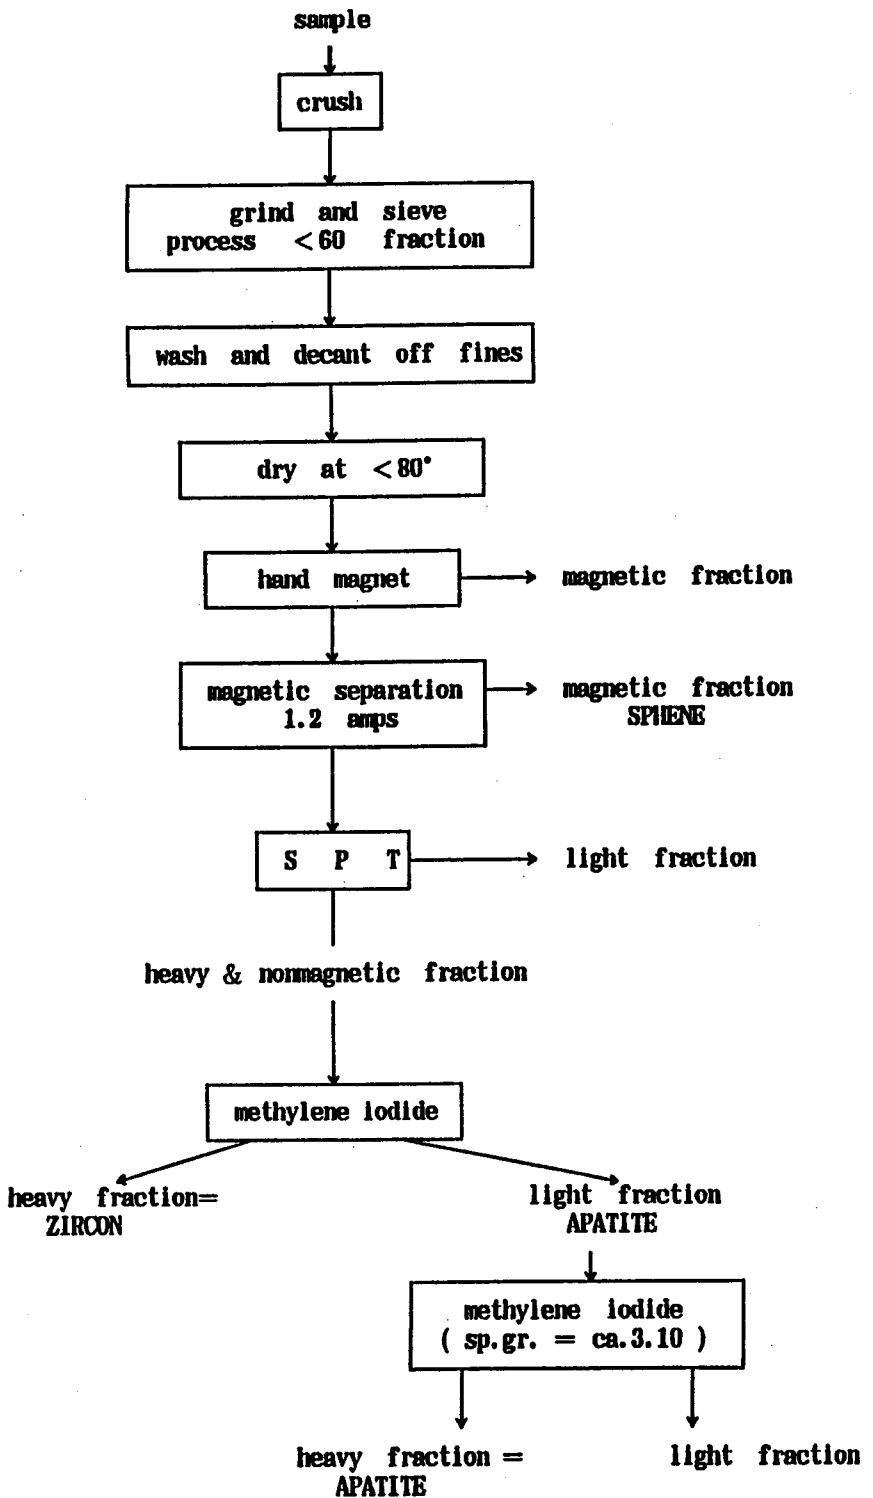 sample
crush
grind and sieve
process <60 fraction
wash and decant off fines
dry at <80°
hand magnet
magnetic fraction
magnetic separation
1.2 amps
magnetic fraction
SPHENE
S P T
light fraction
heavy & nonmagnetic fraction
methylene iodide
heavy fraction=
ZIRCON
light fraction
APATITE
methylene iodide
( sp.gr. = ca.3.10 )
heavy fraction =
APATITE
light fraction